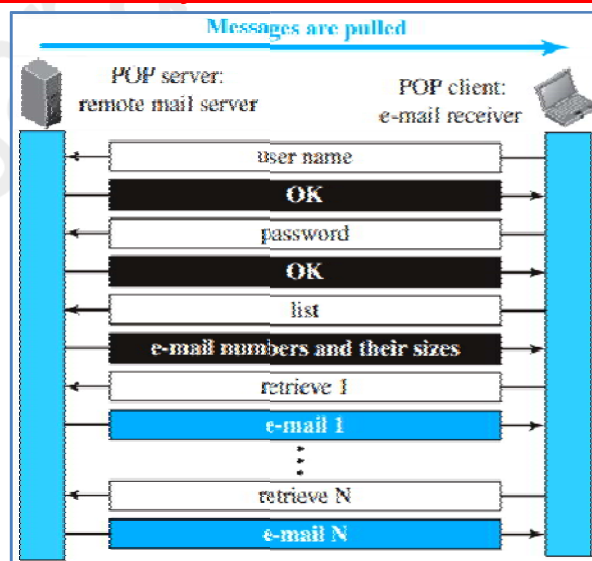 Messages are pulled
POP server:
remote mail server
POP client:
e-mail receiver
user name
OK
password
OK
list
e-mail numbers and their sizes
retrieve 1
e-mail 1
retrieve N
e-mail N